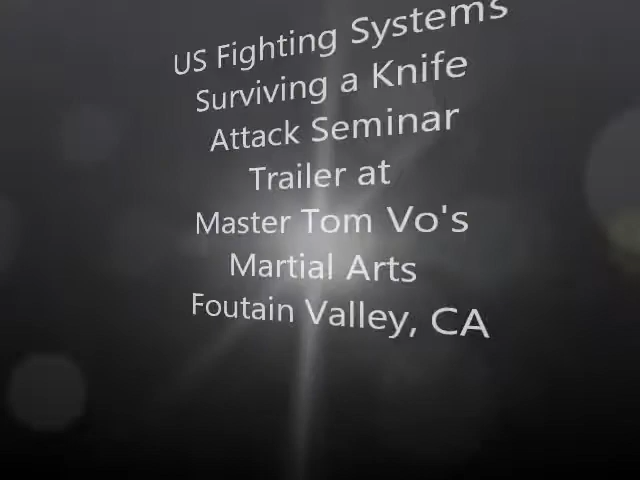 US Fighting Systems
Surviving a Knife
Attack Seminar
Trailer at
Master Tom Vo's
Martial Arts
Foutain Valley, CA